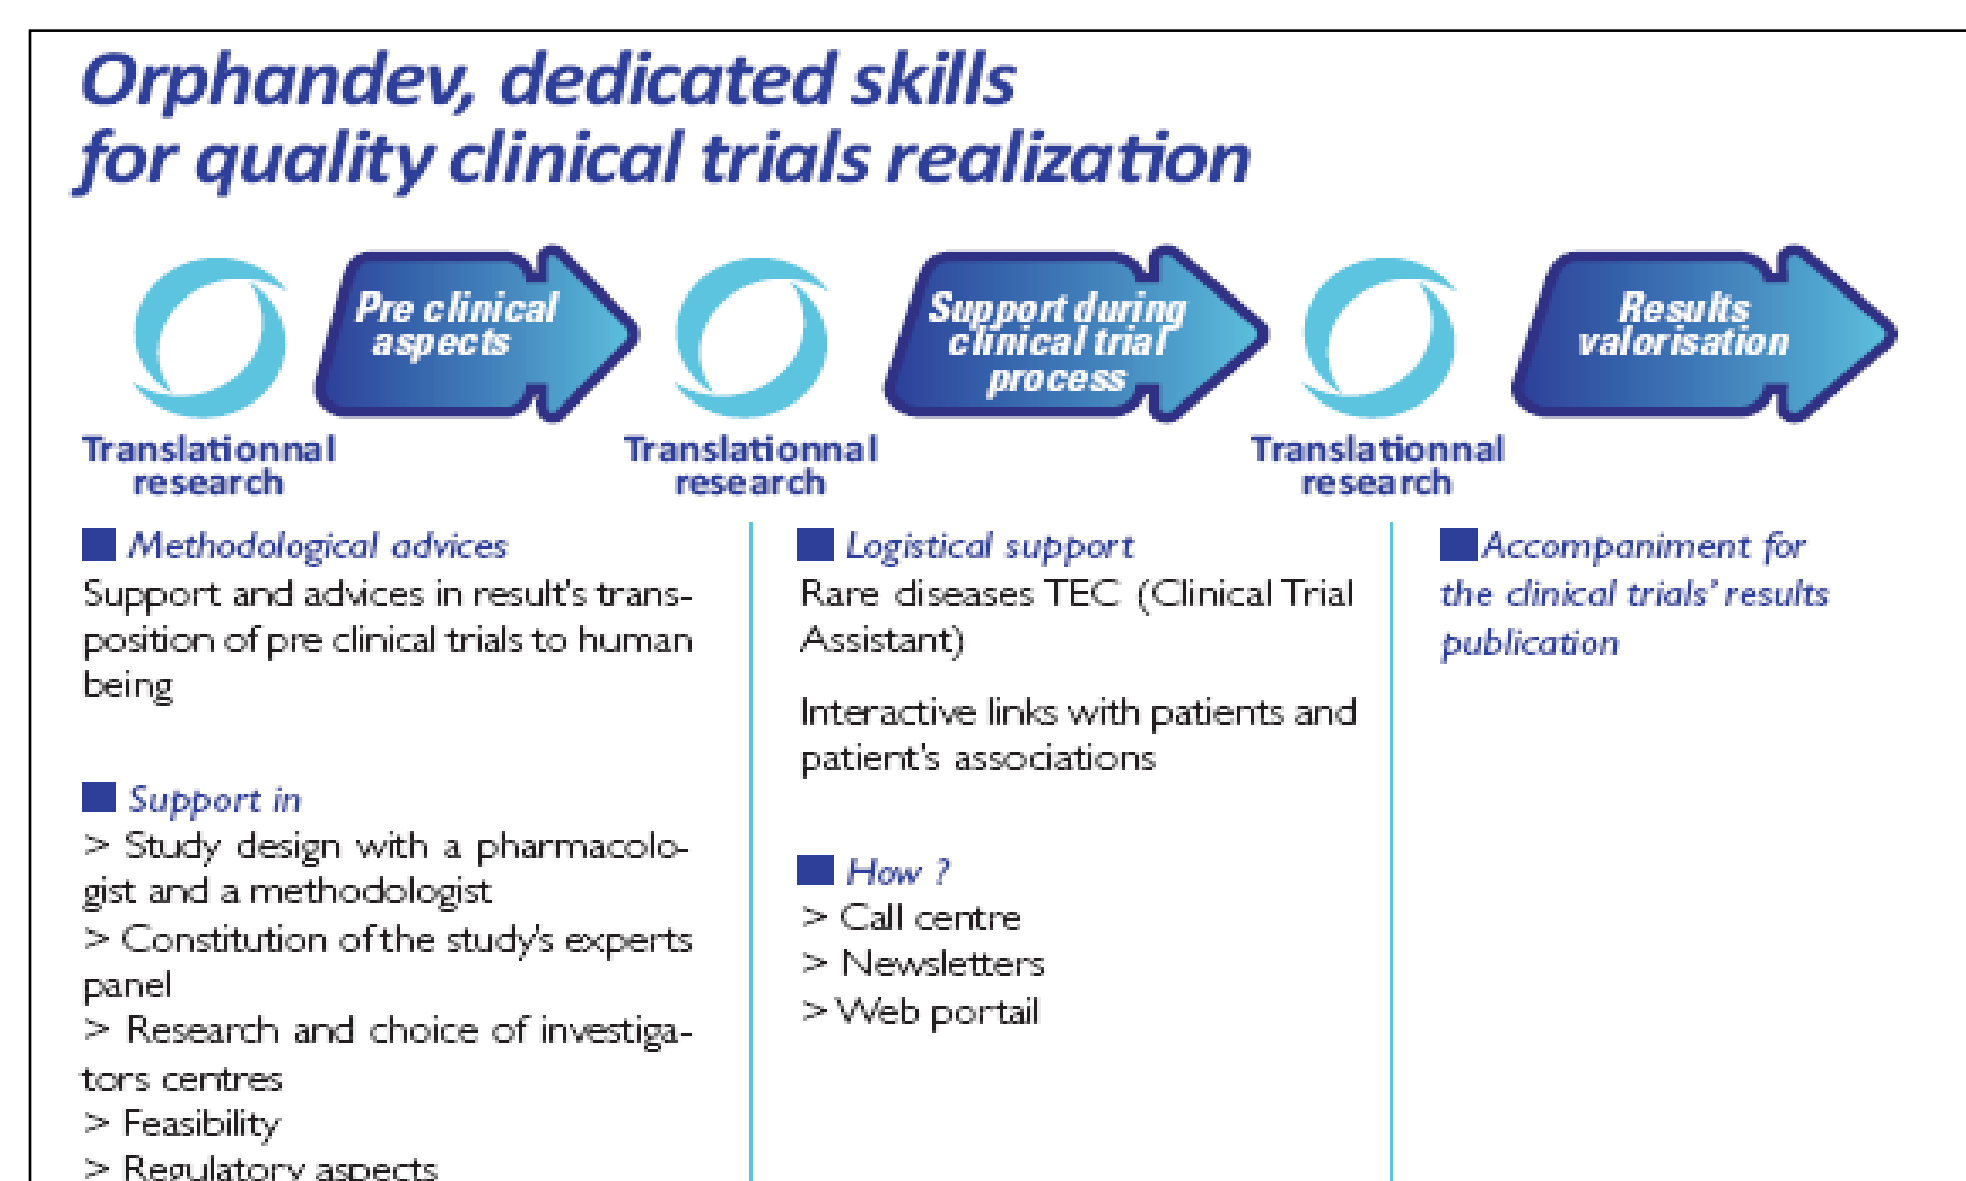 Orphandev, dedicated skills
for quality clinical trials realization
Pre clinical
aspects
Support during
clinical trial
process
Results
valorisation
Translationnal
research
Translationnal
research
Translationnal
research
Methodological advices
Support and advices in result's trans-
position of pre clinical trials to human
being
Support in
> Study design with a pharmacolo-
gist and a methodologist
> Constitution of the study's experts
panel
> Research and choice of investiga-
tors centres
> Feasibility
> Regulatory aspects
Logistical support
Rare diseases TEC (Clinical Trial
Assistant)
Interactive links with patients and
patient's associations
How ?
> Call centre
> Newsletters
> Web portail
Accompaniment for
the clinical trials' results
publication